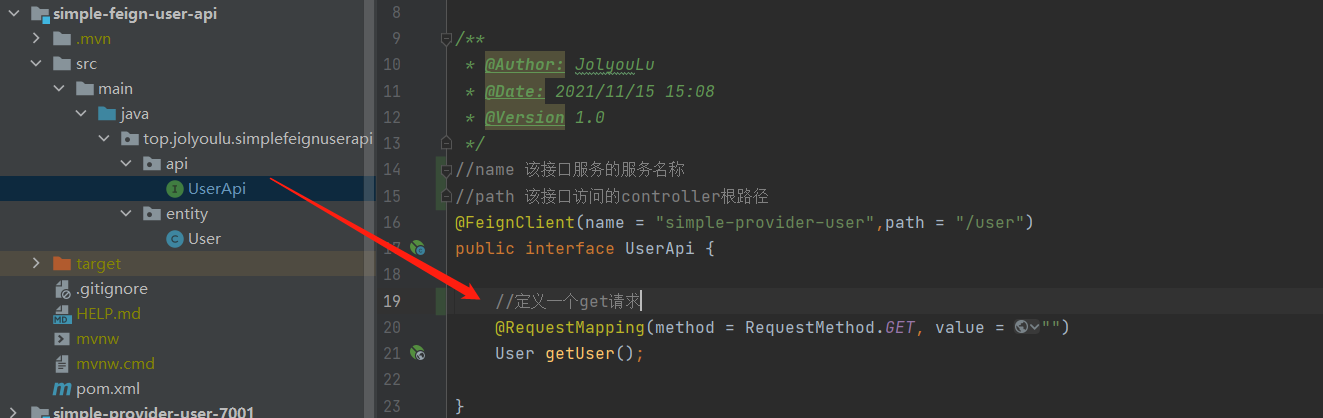 simple-feign-user-api
.mvn
src
main
java
top.jolyoulu.simplefeignuserapi
api
UserApi
entity
User
target
.gitignore
HELP.md
mvnw
mvnw.cmd
pom.xml
simple-provider-user-7001
8
9 /**
10 * @Author: JolyouLu
11 * @Date: 2021/11/15 15:08
12 * @Version 1.0
13 */
14 //name 该接口服务的服务名称
15 //path 该接口访问的controller根路径
16 @FeignClient(name = "simple-provider-user",path = "/user")
17 public interface UserApi {
18
19 //定义一个get请求
20 @RequestMapping(method = RequestMethod.GET, value = "")
21 User getUser();
22
23 }